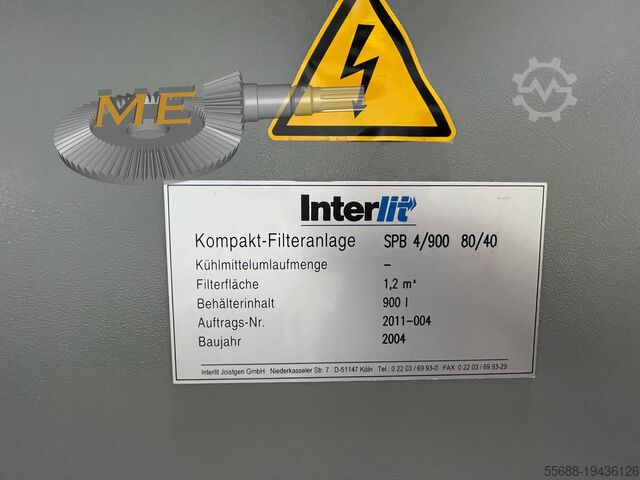 ME
Interlit
Kompakt-Filteranlage SPB 4/900 80/40
Kühlmittelumlaufmenge –
Filterfläche 1,2 m²
Behälterinhalt 900 l
Auftrags-Nr. 2011-004
Baujahr 2004
Interlit Joistgen GmbH Niederkasseler Str. 7 D-51147 Köln Tel.: 0 22 03 / 69 93-0 FAX 0 22 03 / 69 93-29
55688-19436126